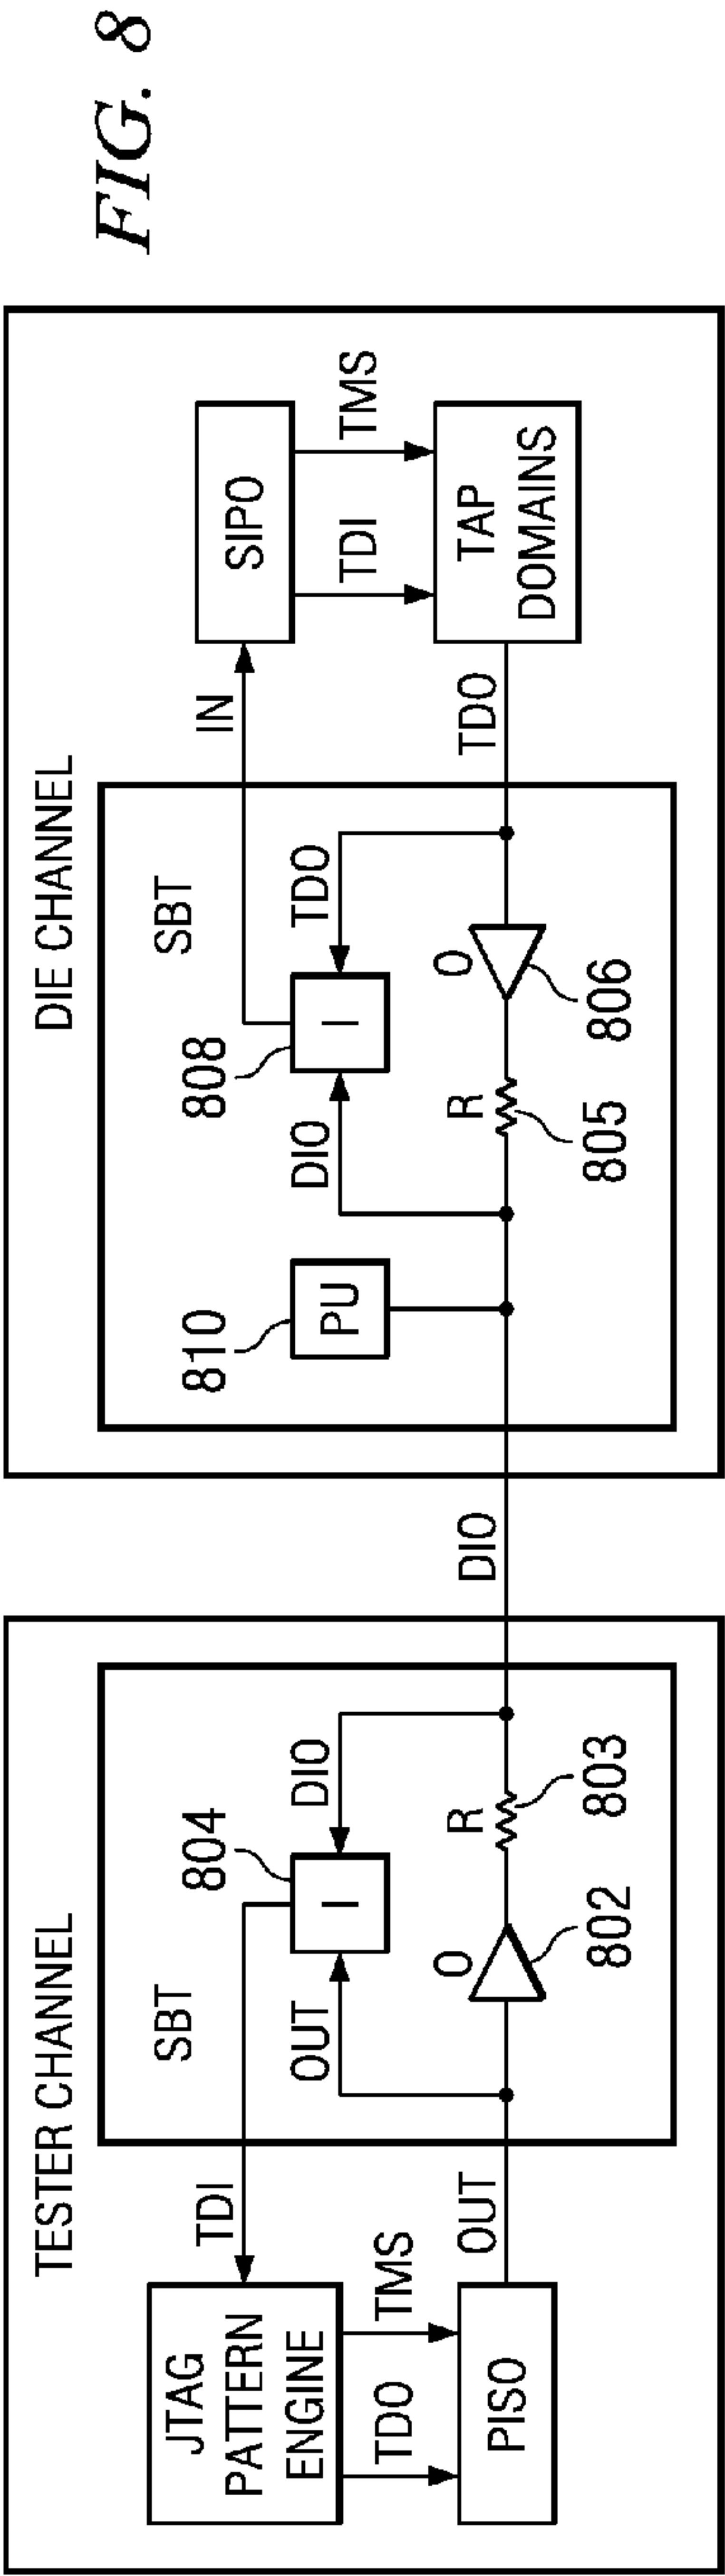 TESTER CHANNEL
JTAG
PATTERN
ENGINE
TDI
TDO
TMS
PISO
OUT
SBT
804
I
OUT
DIO
O
R
802
803
DIO
DIE CHANNEL
SBT
810
PU
808
I
DIO
TDO
R
O
805
806
IN
SIPO
TDI
TMS
TDO
TAP
DOMAINS
FIG. 8